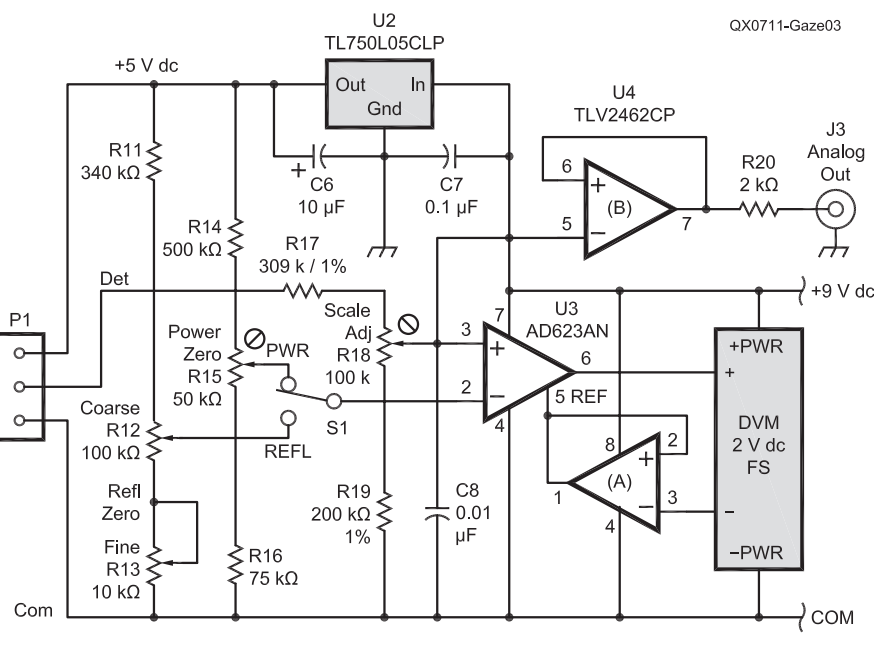 QX0711-Gaze03
U2
TL750L05CLP
+5 V dc
Out
In
Gnd
U4
TLV2462CP
J3
Analog
Out
R11
340 kΩ
+
C6
10 µF
C7
0.1 µF
6
+
(B)
5
−
7
R20
2 kΩ
R14
500 kΩ
R17
309 k / 1%
Det
+9 V dc
P1
Scale
Adj
R18
100 k
U3
AD623AN
7
3
+
6
2
−
5 REF
4
Power
Zero
R15
50 kΩ
PWR
S1
REFL
+PWR
+
DVM
2 V dc
FS
-
−PWR
Coarse
R12
100 kΩ
8
2
+
(A)
1
−
3
4
Refl
Zero
Fine
R13
10 kΩ
R19
200 kΩ
1%
C8
0.01
µF
R16
75 kΩ
Com
COM